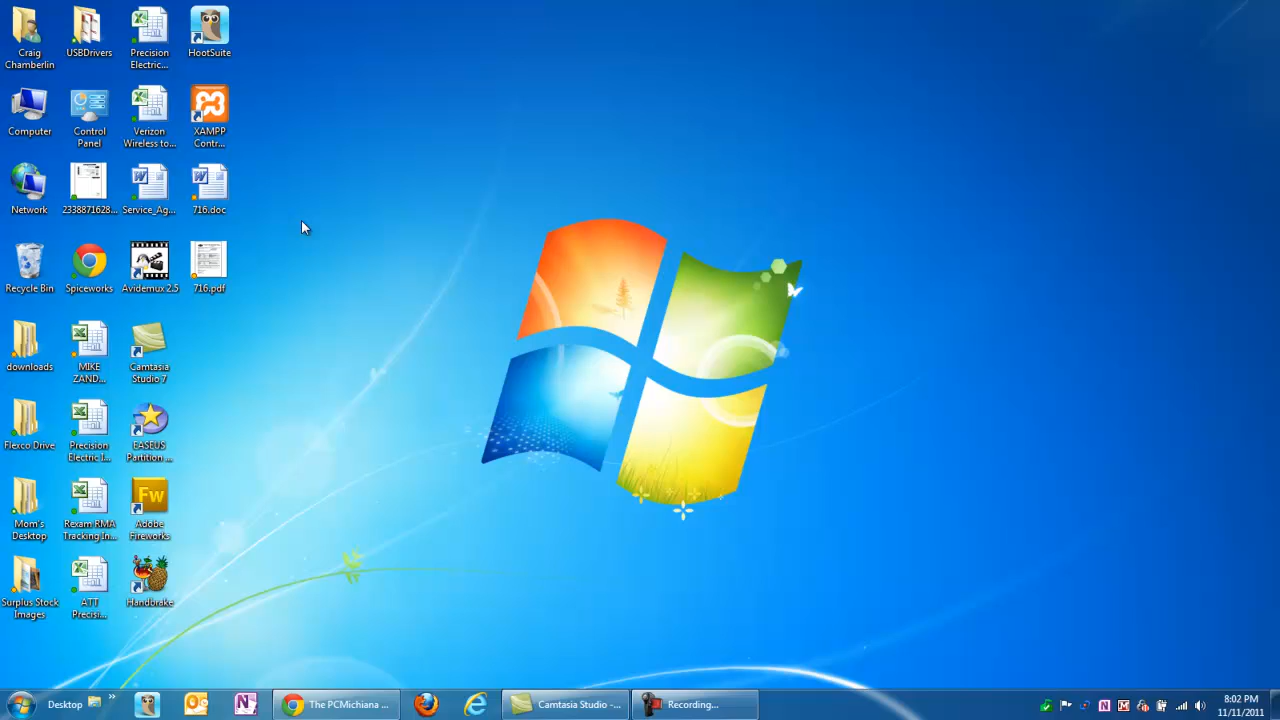 Craig
Chamberlin
USBDrivers
Precision
Electric...
HootSuite
Computer
Control
Panel
Verizon
Wireless to...
XAMPP
Contr...
Network
2338871628...
Service_Ag...
716.doc
Recycle Bin
Spiceworks
Avidemux 2.5
716.pdf
downloads
MIKE
ZAND...
Camtasia
Studio 7
Flexco Drive
Precision
Electric I...
EASEUS
Partition ...
Mom's
Desktop
Rexam RMA
Tracking In...
Fw
Adobe
Fireworks
Surplus Stock
Images
ATT
Precisi...
Handbrake
Desktop
The PCMichiana ...
Camtasia Studio -...
Recording...
8:02 PM
11/11/2011